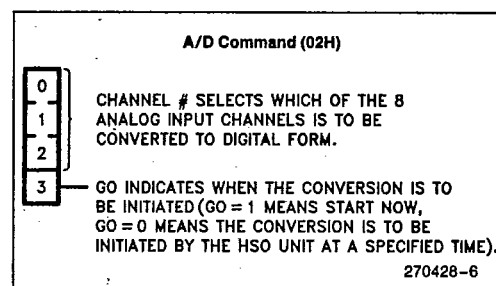 A/D Command (02H)
0
1
2
3
CHANNEL # SELECTS WHICH OF THE 8
ANALOG INPUT CHANNELS IS TO BE
CONVERTED TO DIGITAL FORM.
GO INDICATES WHEN THE CONVERSION IS TO
BE INITIATED (GO = 1 MEANS START NOW,
GO = 0 MEANS THE CONVERSION IS TO BE
INITIATED BY THE HSO UNIT AT A SPECIFIED TIME).
270428-6